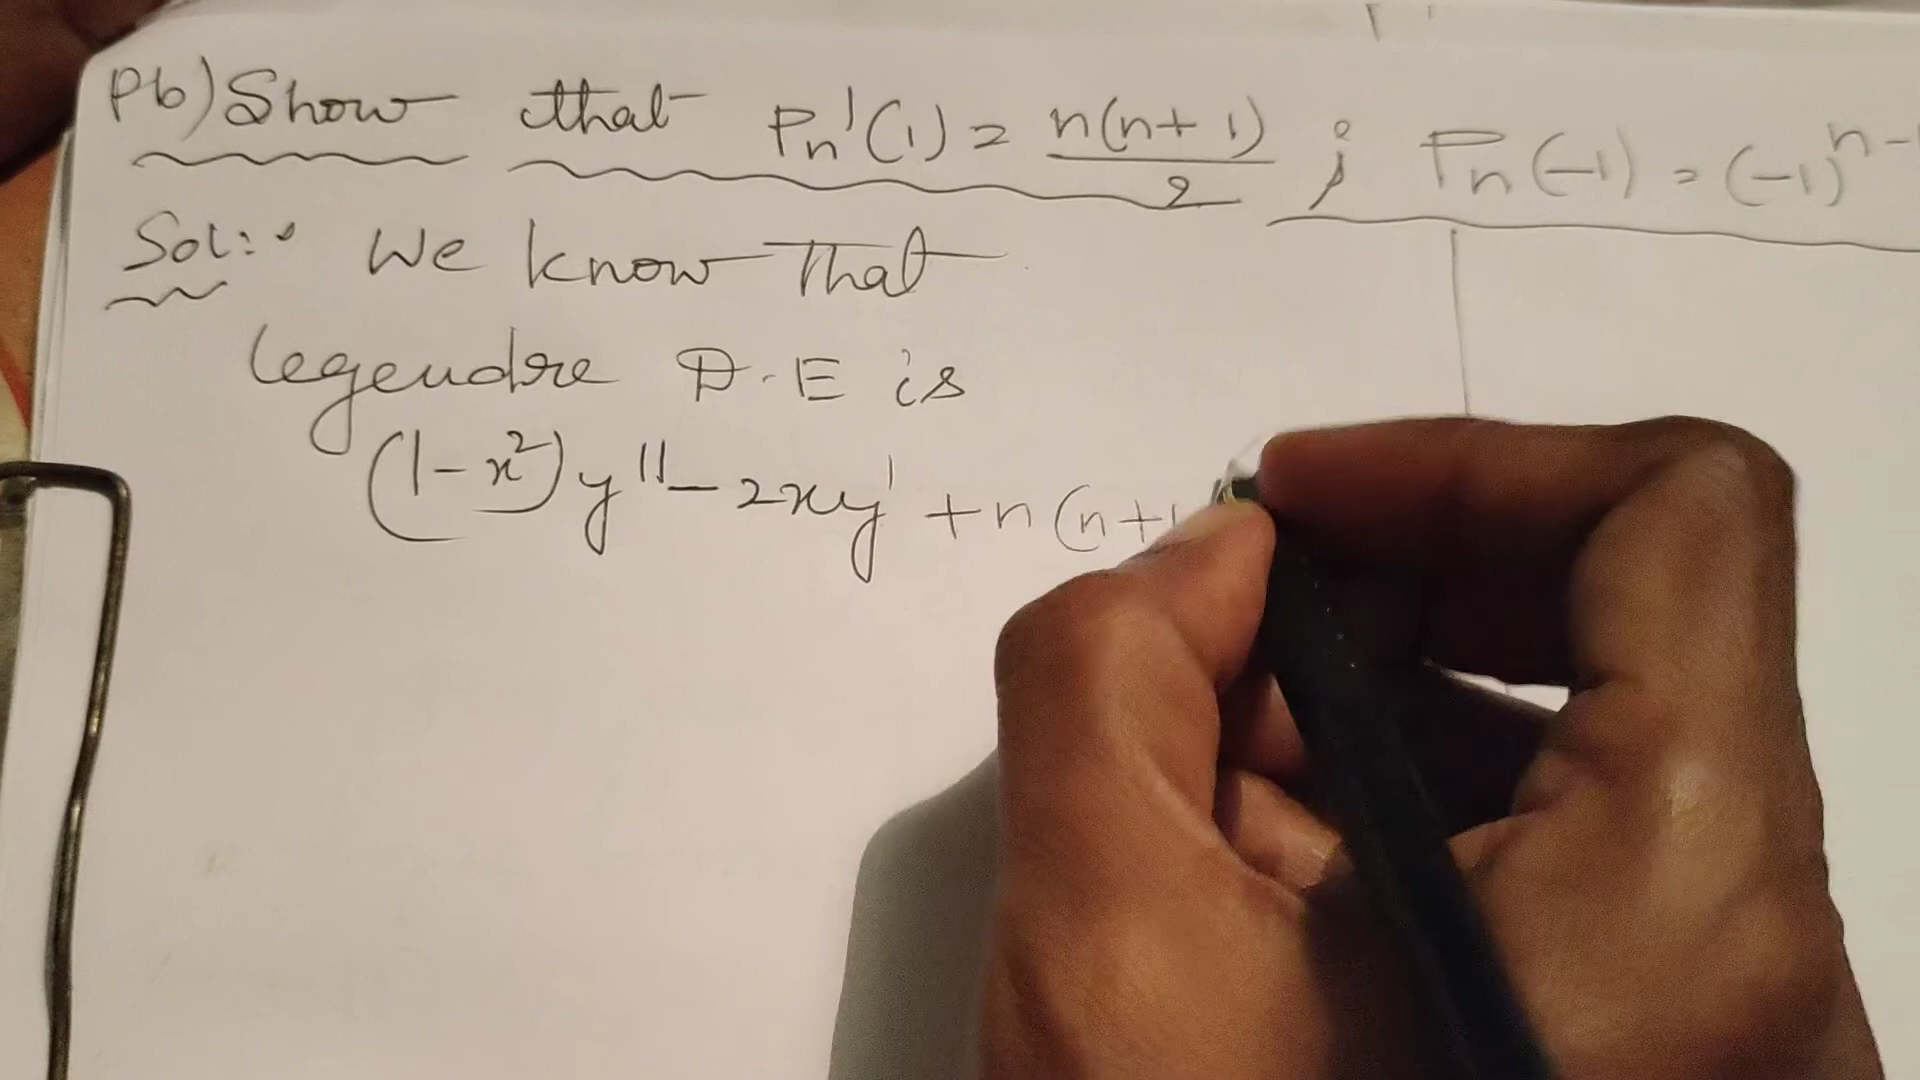 Pb) Show that Pn'(1) = n(n+1)/2 ; Pn(-1) = (-1)^n-
Sol:- We know that
legendre D.E is
(1-x²)y'' - 2xy' + n(n+1